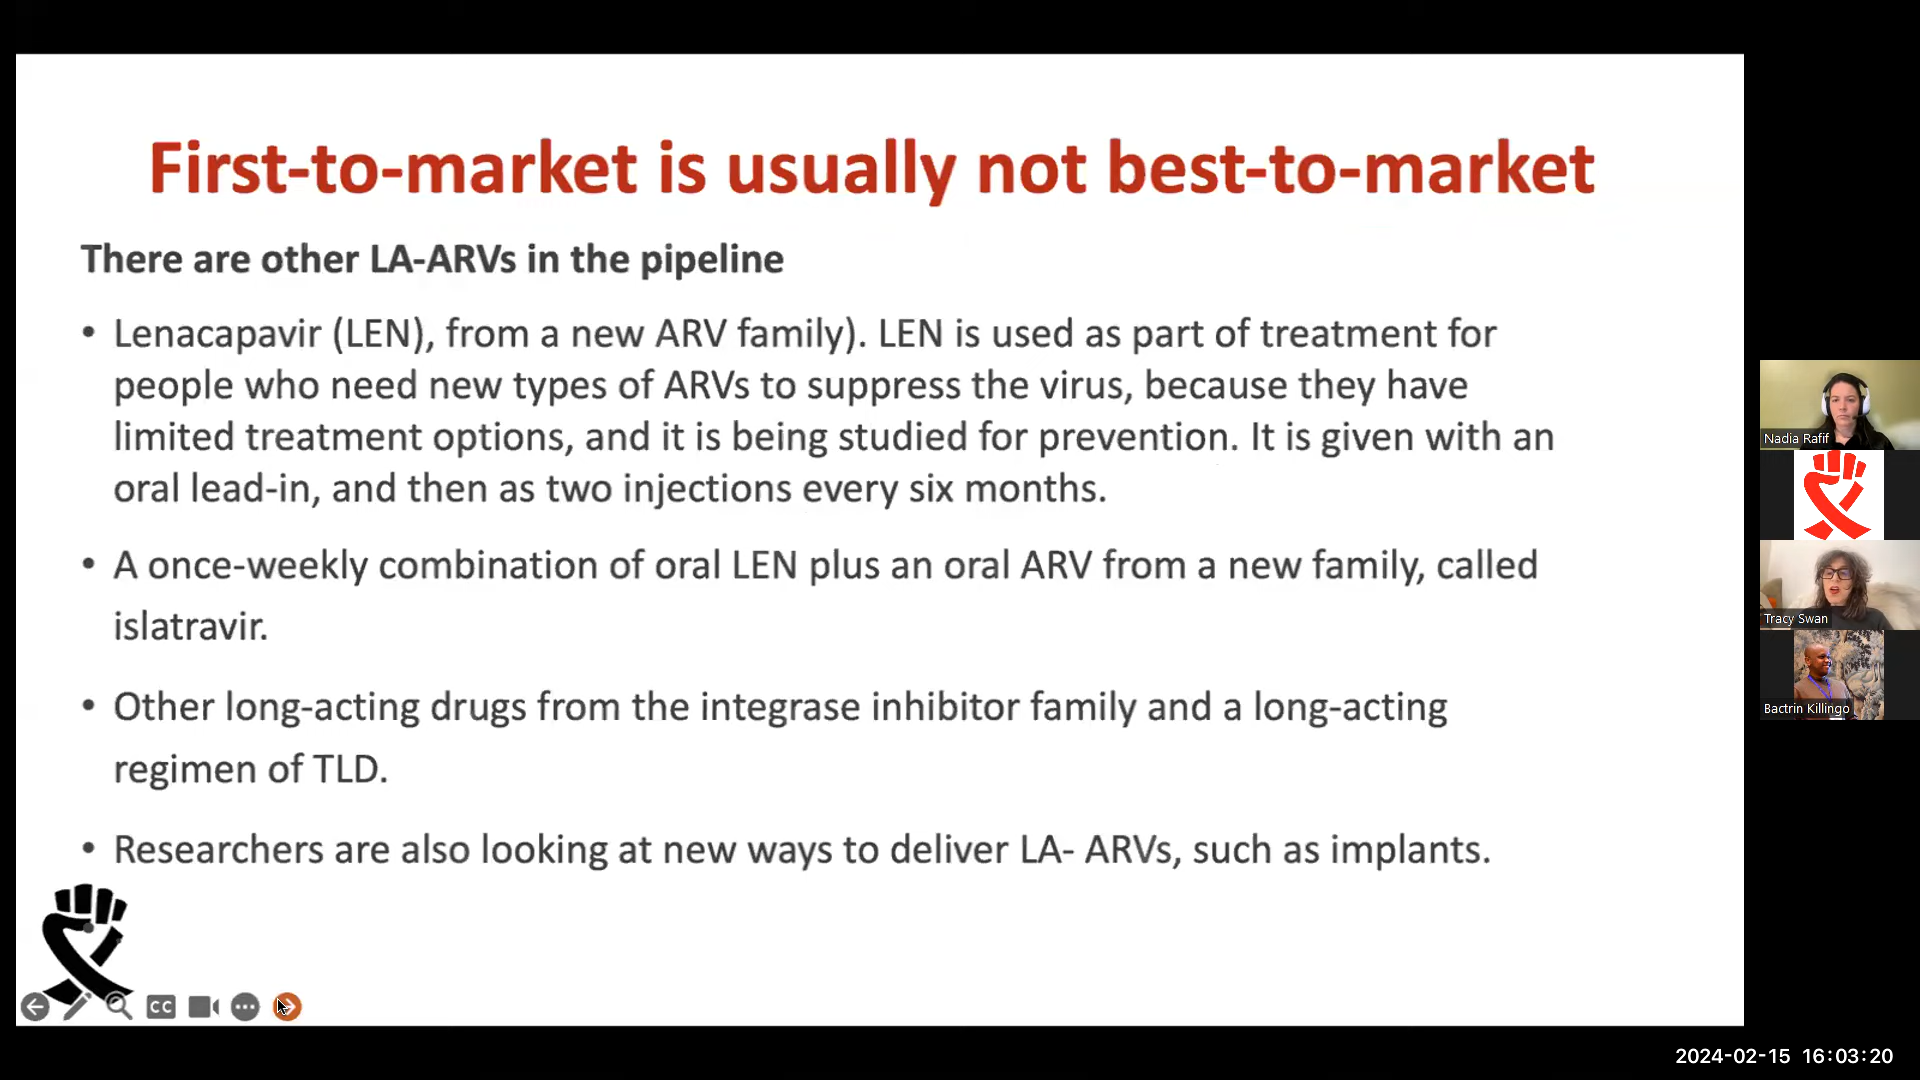 First-to-market is usually not best-to-market
There are other LA-ARVs in the pipeline
• Lenacapavir (LEN), from a new ARV family). LEN is used as part of treatment for
people who need new types of ARVs to suppress the virus, because they have
limited treatment options, and it is being studied for prevention. It is given with an
oral lead-in, and then as two injections every six months.
• A once-weekly combination of oral LEN plus an oral ARV from a new family, called
islatravir.
• Other long-acting drugs from the integrase inhibitor family and a long-acting
regimen of TLD.
• Researchers are also looking at new ways to deliver LA- ARVs, such as implants.
CC
Nadia Rafif
Tracy Swan
Bactrin Killingo
2024-02-15 16:03:20